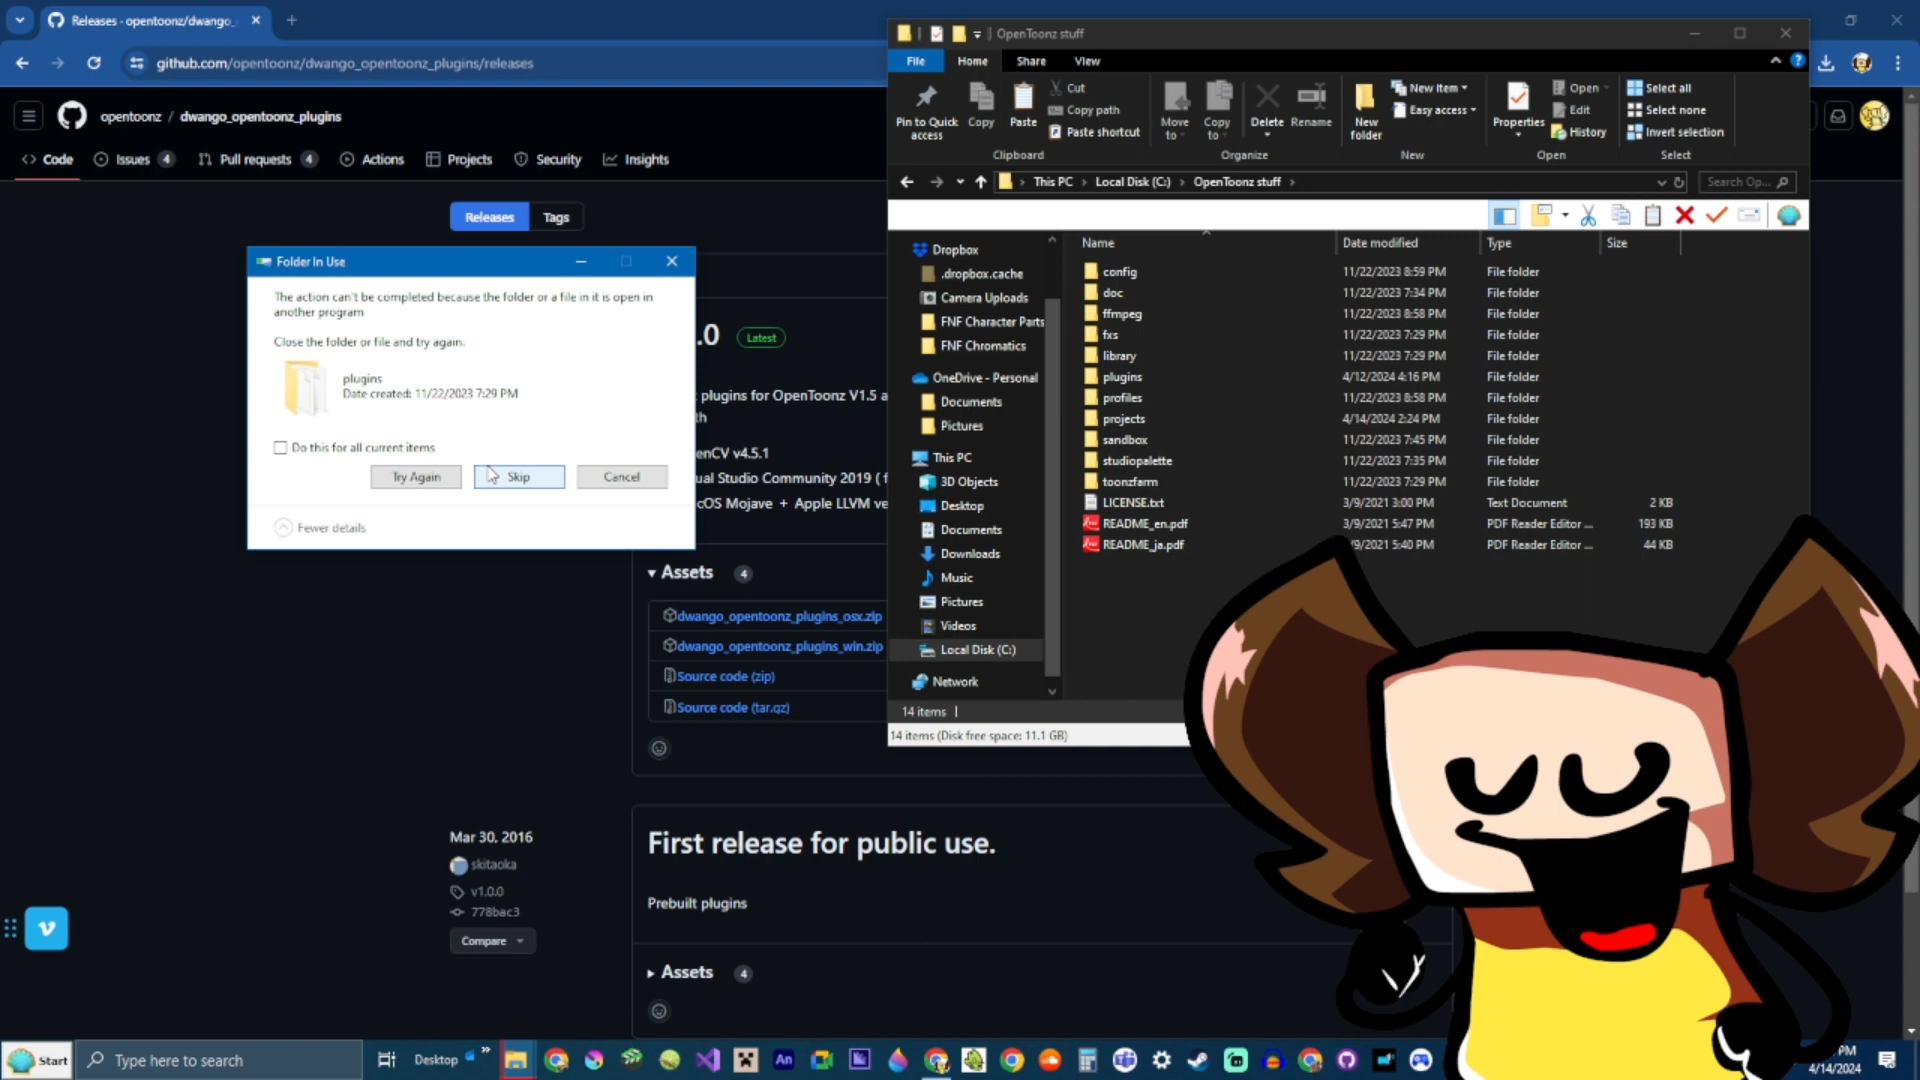 Releases - opentoonz/dwango_
github.com/opentoonz/dwango_opentoonz_plugins/releases
opentoonz / dwango_opentoonz_plugins
Code
Issues 4
Pull requests 4
Actions
Projects
Security
Insights
Releases
Tags
Folder In Use
The action can't be completed because the folder or a file in it is open in
another program
Close the folder or file and try again.
plugins
Date created: 11/22/2023 7:29 PM
Do this for all current items
Try Again
Skip
Cancel
Fewer details
.0 Latest
plugins for OpenToonz V1.5 a
th
enCV v4.5.1
ual Studio Community 2019 ( f
cOS Mojave + Apple LLVM ve
Assets 4
dwango_opentoonz_plugins_osx.zip
dwango_opentoonz_plugins_win.zip
Source code (zip)
Source code (tar.gz)
Mar 30, 2016
skitaoka
v1.0.0
778bac3
Compare
First release for public use.
Prebuilt plugins
Assets 4
OpenToonz stuff
File
Home
Share
View
Pin to Quick
access
Copy
Paste
Cut
Copy path
Paste shortcut
Clipboard
Move
to
Copy
to
Delete
Rename
Organize
New
folder
New item
Easy access
New
Properties
Open
Edit
History
Open
Select all
Select none
Invert selection
Select
This PC
Local Disk (C:)
OpenToonz stuff
Search Op...
Dropbox
.dropbox.cache
Camera Uploads
FNF Character Parts
FNF Chromatics
OneDrive - Personal
Documents
Pictures
This PC
3D Objects
Desktop
Documents
Downloads
Music
Pictures
Videos
Local Disk (C:)
Network
Name Date modified Type Size
config 11/22/2023 8:59 PM File folder
doc 11/22/2023 7:34 PM File folder
ffmpeg 11/22/2023 8:58 PM File folder
fxs 11/22/2023 7:29 PM File folder
library 11/22/2023 7:29 PM File folder
plugins 4/12/2024 4:16 PM File folder
profiles 11/22/2023 8:58 PM File folder
projects 4/14/2024 2:24 PM File folder
sandbox 11/22/2023 7:45 PM File folder
studiopalette 11/22/2023 7:35 PM File folder
toonzfarm 11/22/2023 7:29 PM File folder
LICENSE.txt 3/9/2021 3:00 PM Text Document 2 KB
README_en.pdf 3/9/2021 5:47 PM PDF Reader Editor ... 193 KB
README_ja.pdf /9/2021 5:40 PM PDF Reader Editor ... 44 KB
14 items
14 items (Disk free space: 11.1 GB)
Start
Type here to search
Desktop
An
PM
4/14/2024